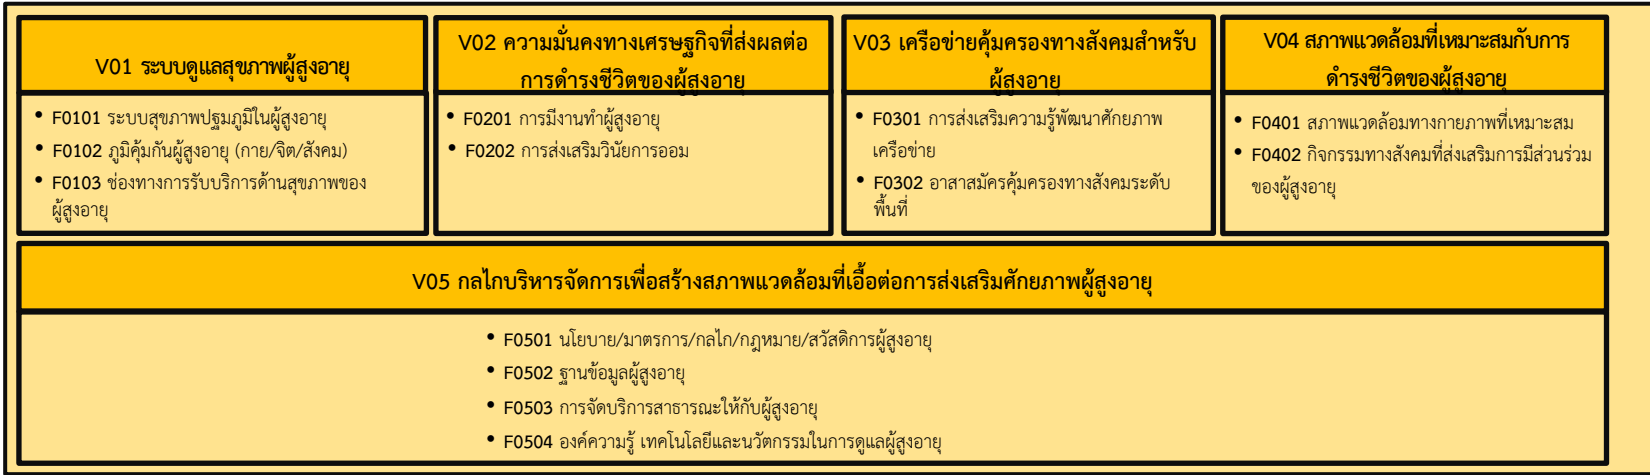 V01 ระบบดูแลสุขภาพผู้สูงอายุ
• F0101 ระบบสุขภาพปฐมภูมิในผู้สูงอายุ
• F0102 ภูมิคุ้มกันผู้สูงอายุ (กาย/จิต/สังคม)
• F0103 ช่องทางการรับบริการด้านสุขภาพของ
ผู้สูงอายุ
V02 ความมั่นคงทางเศรษฐกิจที่ส่งผลต่อ
การดำรงชีวิตของผู้สูงอายุ
• F0201 การมีงานทำผู้สูงอายุ
• F0202 การส่งเสริมวินัยการออม
V03 เครือข่ายคุ้มครองทางสังคมสำหรับ
ผู้สูงอายุ
• F0301 การส่งเสริมความรู้พัฒนาศักยภาพ
เครือข่าย
• F0302 อาสาสมัครคุ้มครองทางสังคมระดับ
พื้นที่
V04 สภาพแวดล้อมที่เหมาะสมกับการ
ดำรงชีวิตของผู้สูงอายุ
• F0401 สภาพแวดล้อมทางกายภาพที่เหมาะสม
• F0402 กิจกรรมทางสังคมที่ส่งเสริมการมีส่วนร่วม
ของผู้สูงอายุ
V05 กลไกบริหารจัดการเพื่อสร้างสภาพแวดล้อมที่เอื้อต่อการส่งเสริมศักยภาพผู้สูงอายุ
• F0501 นโยบาย/มาตรการ/กลไก/กฎหมาย/สวัสดิการผู้สูงอายุ
• F0502 ฐานข้อมูลผู้สูงอายุ
• F0503 การจัดบริการสาธารณะให้กับผู้สูงอายุ
• F0504 องค์ความรู้ เทคโนโลยีและนวัตกรรมในการดูแลผู้สูงอายุ